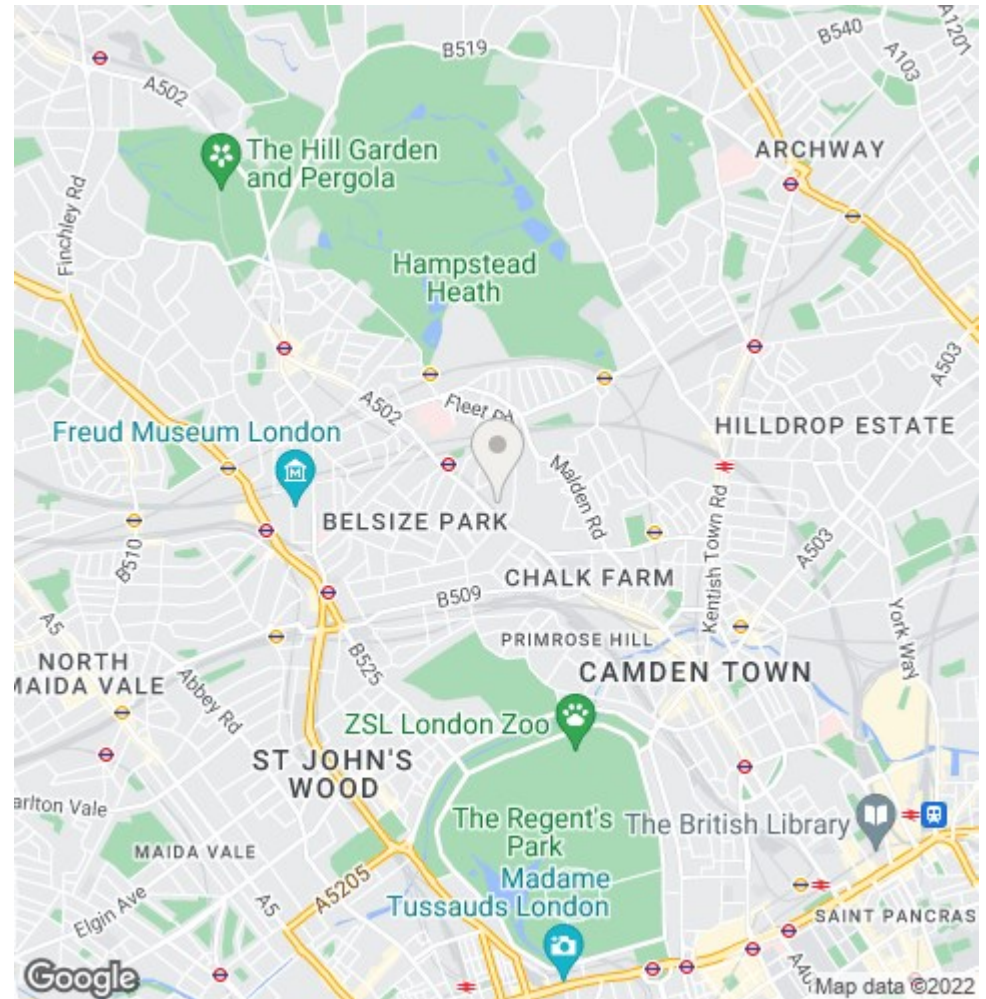 B519
B540
A103
A1201
A502
The Hill Garden
and Pergola
ARCHWAY
Finchley Rd
Hampstead
Heath
A503
A502
Fleet Rd
Freud Museum London
M
HILLDROP ESTATE
Malden Rd
BELSIZE PARK
B510
Kentish Town Rd
A503
CHALK FARM
B509
York Way
A5
PRIMROSE HILL
B525
NORTH
MAIDA VALE
Abbey Rd
CAMDEN TOWN
ZSL London Zoo
ST JOHN'S
WOOD
arlton Vale
The Regent's
Park
The British Library
MAIDA VALE
Madame
Tussauds London
A5205
Elgin Ave
A5
SAINT PANCRAS
Google
Map data ©2022